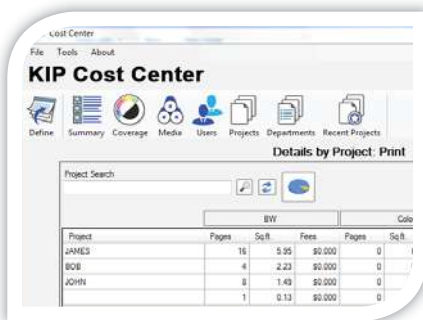 Cost Center
File Tools About
KIP Cost Center
Define Summary Coverage Media Users Projects Departments Recent Projects
Details by Project: Print
Project Search
BW Colo
Project Pages Sq.ft. Fees Pages Sq.ft.
JAMES 16 5.95 $0.000 0
BOB 4 2.23 $0.000 0
JOHN 8 1.49 $0.000 0
1 0.13 $0.000 0